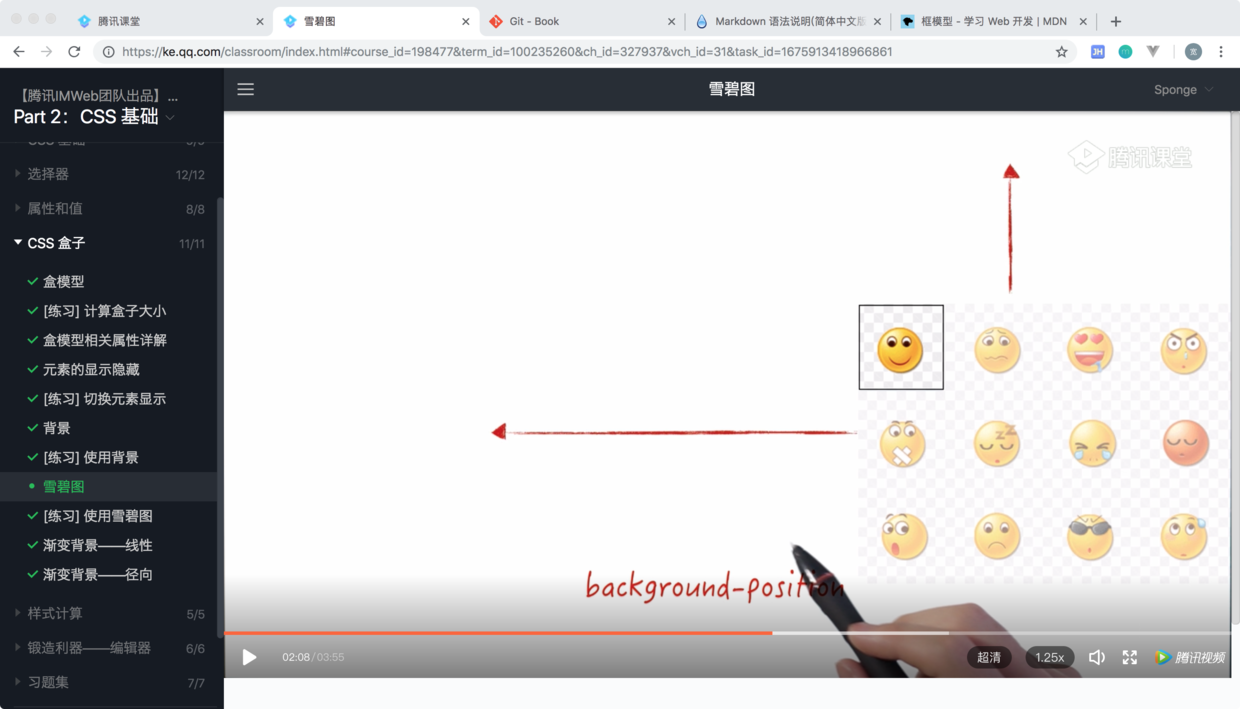 腾讯课堂
雪碧图
Git - Book
Markdown 语法说明(简体中文版
框模型 - 学习 Web 开发 | MDN
https://ke.qq.com/classroom/index.html#course_id=198477&term_id=100235260&ch_id=327937&vch_id=31&task_id=1675913418966861
JH
m
宽
【腾讯IMWeb团队出品】...
Part 2：CSS 基础
雪碧图
Sponge
CSS 基础
选择器 12/12
属性和值 8/8
CSS 盒子 11/11
盒模型
[练习] 计算盒子大小
盒模型相关属性详解
元素的显示隐藏
[练习] 切换元素显示
背景
[练习] 使用背景
雪碧图
[练习] 使用雪碧图
渐变背景——线性
渐变背景——径向
样式计算 5/5
锻造利器——编辑器 6/6
习题集 7/7
腾讯课堂
background-position
02:08/03:55
超清
1.25x
腾讯视频